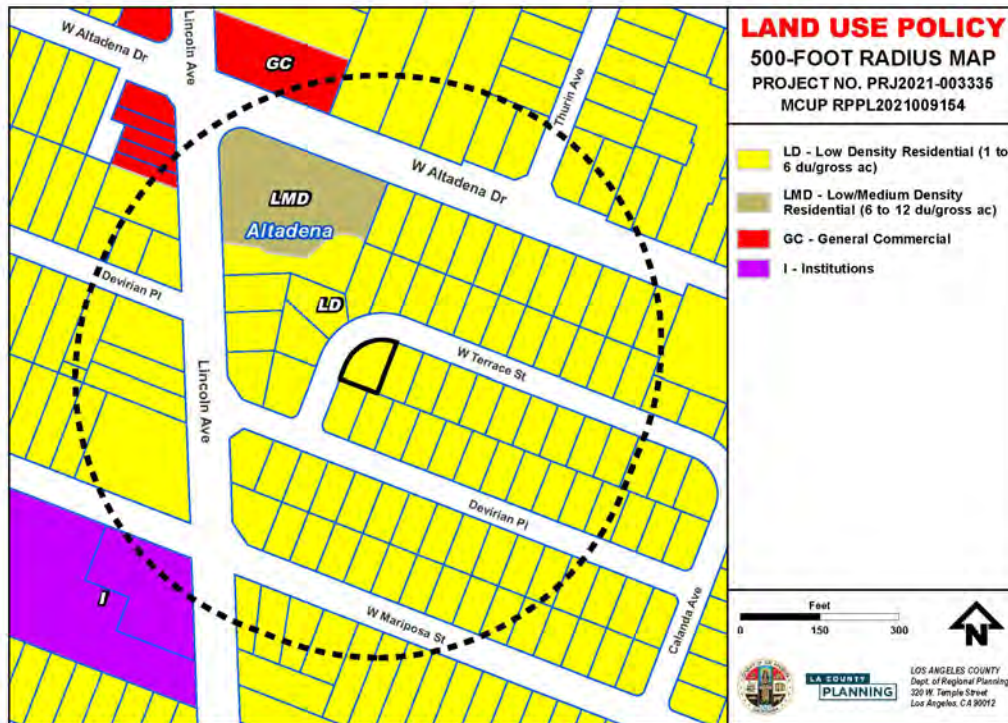 LAND USE POLICY
500-FOOT RADIUS MAP
PROJECT NO. PRJ2021-003335
MCUP RPPL2021009154
LD - Low Density Residential (1 to
6 du/gross ac)
LMD - Low/Medium Density
Residential (6 to 12 du/gross ac)
GC - General Commercial
I - Institutions
W Altadena Dr
Lincoln Ave
GC
Thurin Ave
W Altadena Dr
LMD
Altadena
Devirian Pl
LD
W Terrace St
Lincoln Ave
Devirian Pl
I
W Mariposa St
Calanda Ave
Feet
0 150 300
N
LA COUNTY
PLANNING
LOS ANGELES COUNTY
Dept. of Regional Planning
320 W. Temple Street
Los Angeles, CA 90012